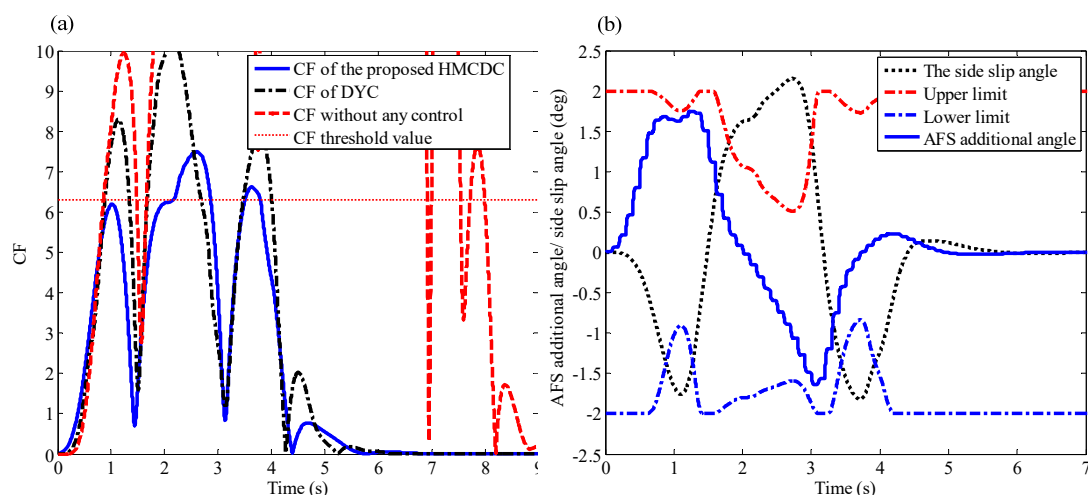 (a)
10
9
8
7
6
5
4
3
2
1
0
CF
CF of the proposed HMCDC
CF of DYC
CF without any control
CF threshold value
0 1 2 3 4 5 6 7 8 9
Time (s)
(b)
2.5
2
1.5
1
0.5
0
-0.5
-1
-1.5
-2
-2.5
AFS additional angle/ side slip angle (deg)
The side slip angle
Upper limit
Lower limit
AFS additional angle
0 1 2 3 4 5 6 7
Time (s)